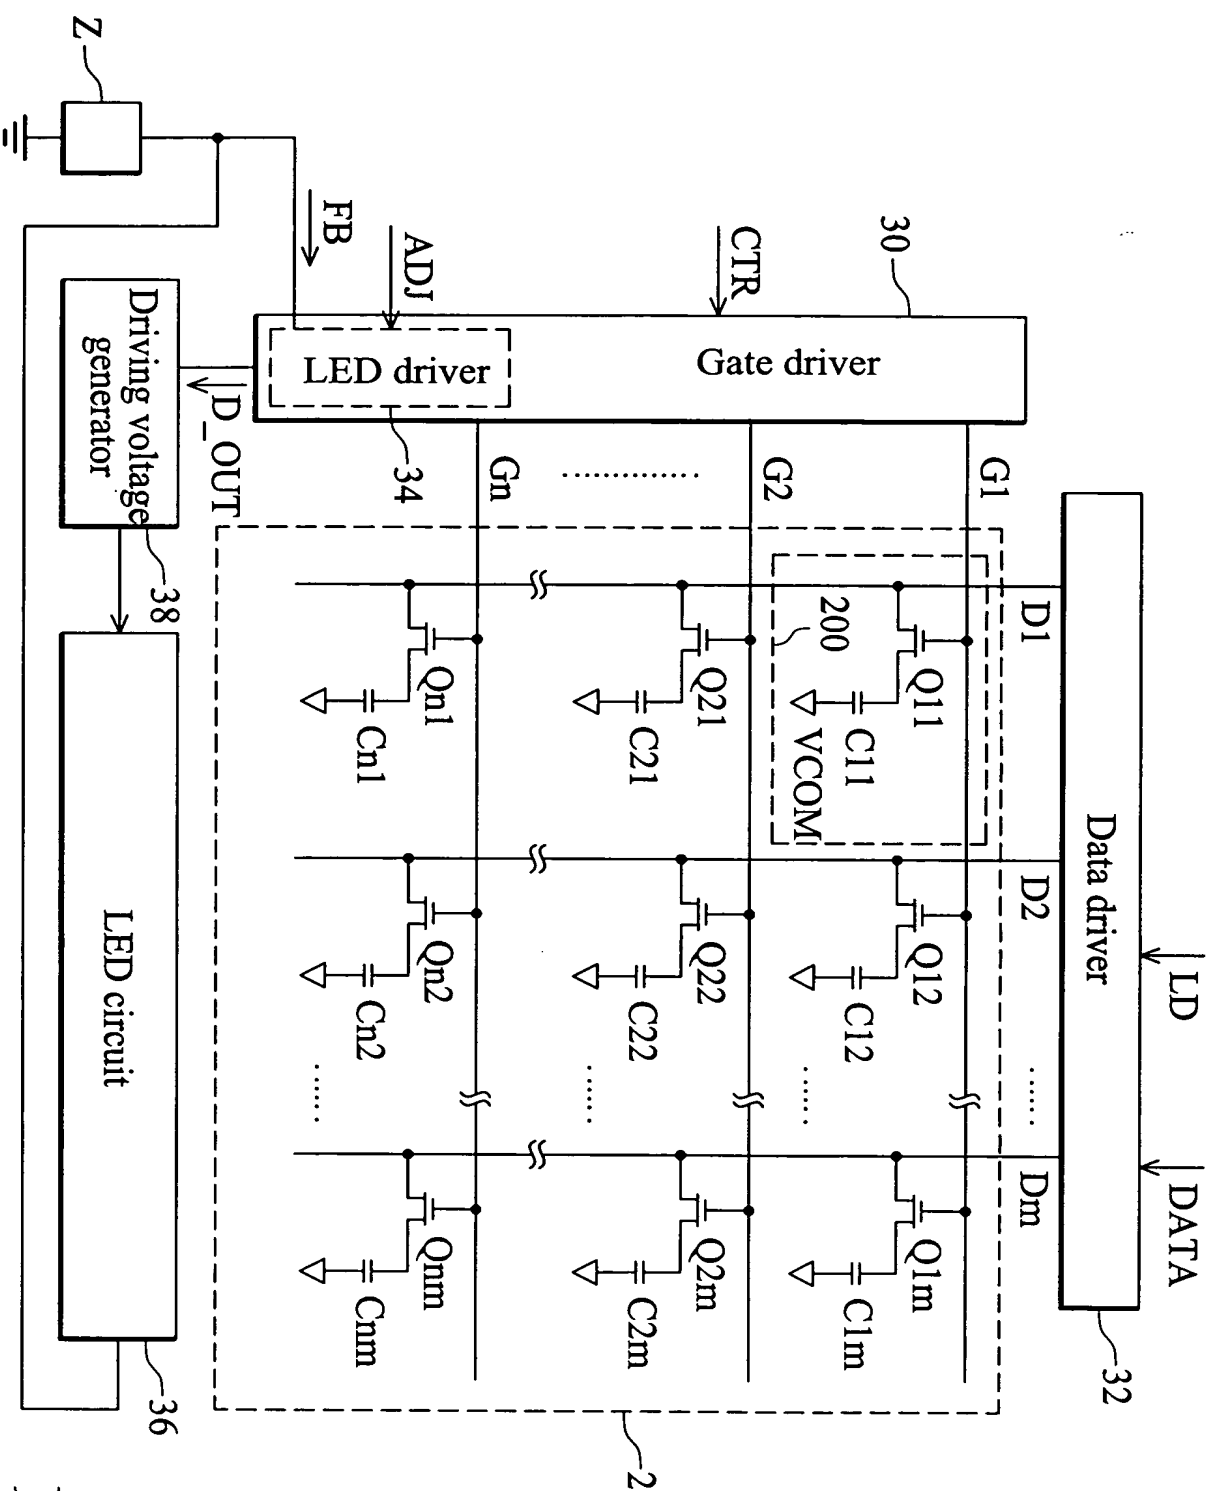 LD
DATA
Data driver
32
30
D1
D2
......
Dm
CTR
Gate driver
G1
Q11
C11
VCOM
200
Q12
C12
......
Q1m
C1m
G2
Q21
C21
Q22
C22
......
Q2m
C2m
..............
Gn
Qn1
Cn1
Qn2
Cn2
......
Qnm
Cnm
ADJ
LED driver
34
FB
D_OUT
2
Z
Driving voltage
generator
38
LED circuit
36